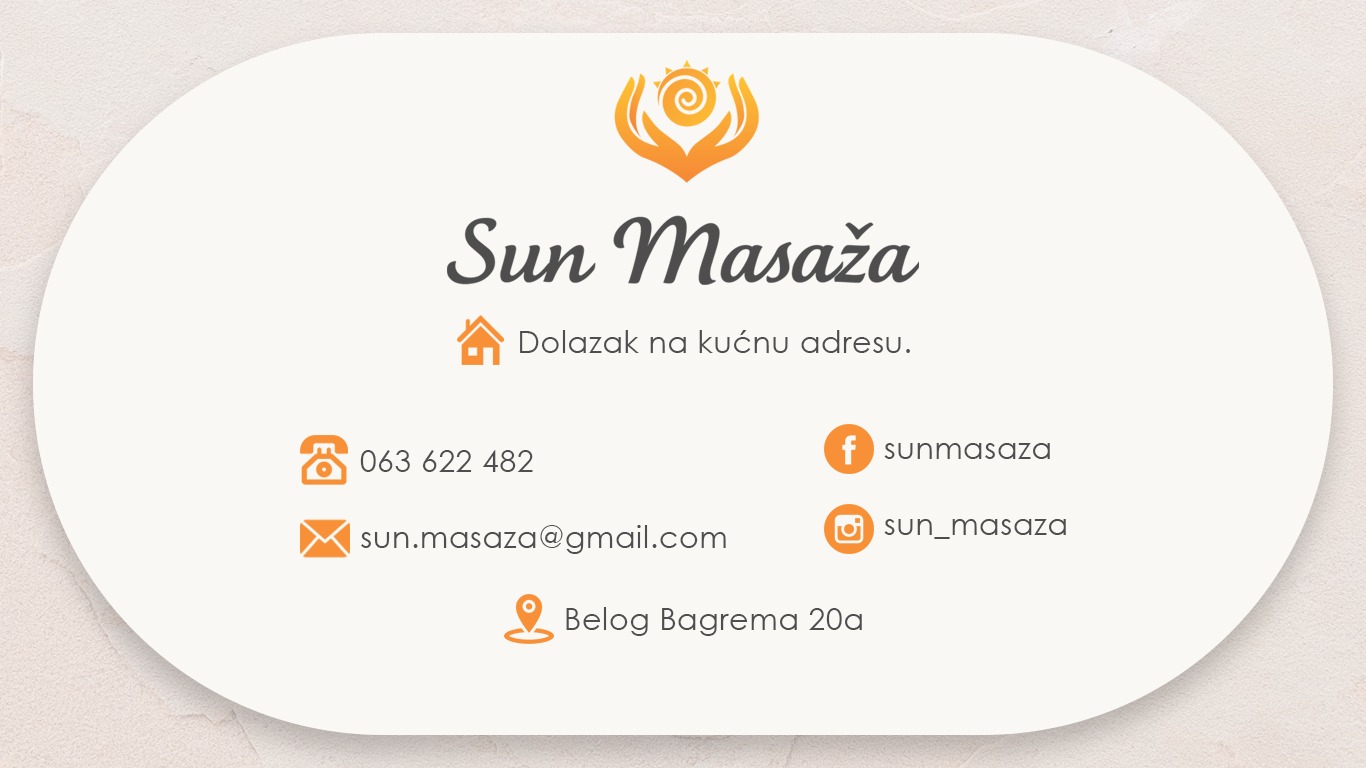 Sun Masaža
Dolazak na kućnu adresu.
063 622 482
sun.masaza@gmail.com
sunmasaza
sun_masaza
Belog Bagrema 20a